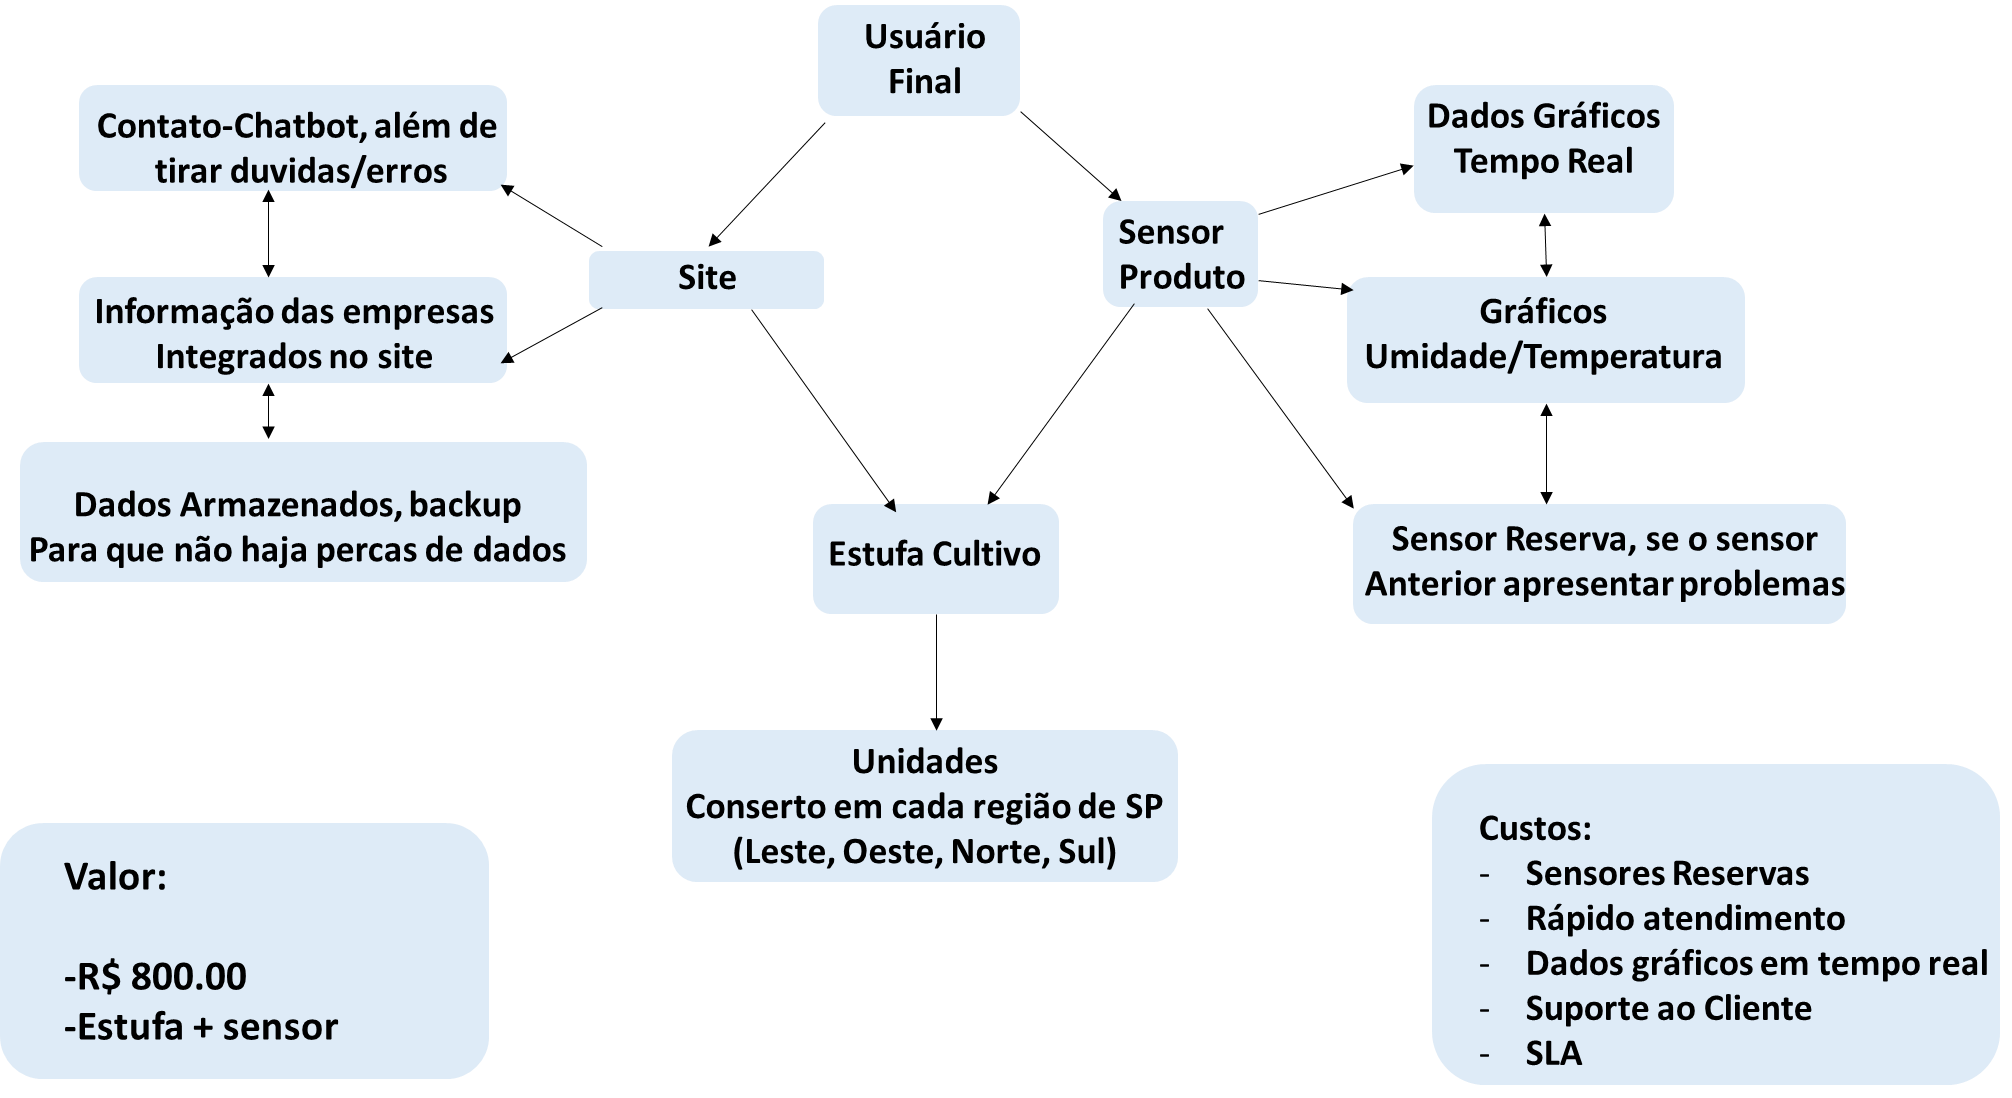 Usuário
Final
Contato-Chatbot, além de
tirar duvidas/erros
Dados Gráficos
Tempo Real
Sensor
Produto
Site
Informação das empresas
Integrados no site
Gráficos
Umidade/Temperatura
Dados Armazenados, backup
Para que não haja percas de dados
Estufa Cultivo
Sensor Reserva, se o sensor
Anterior apresentar problemas
Unidades
Conserto em cada região de SP
(Leste, Oeste, Norte, Sul)
Valor:
-R$ 800.00
-Estufa + sensor
Custos:
- Sensores Reservas
- Rápido atendimento
- Dados gráficos em tempo real
- Suporte ao Cliente
- SLA